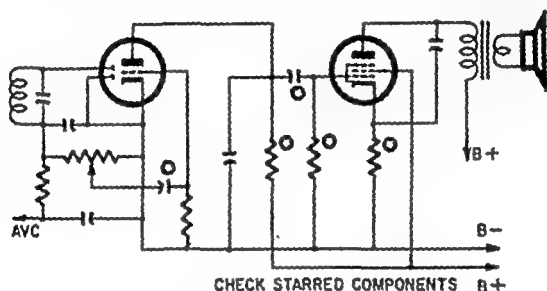 B+
AVC
B-
CHECK STARRED COMPONENTS B+